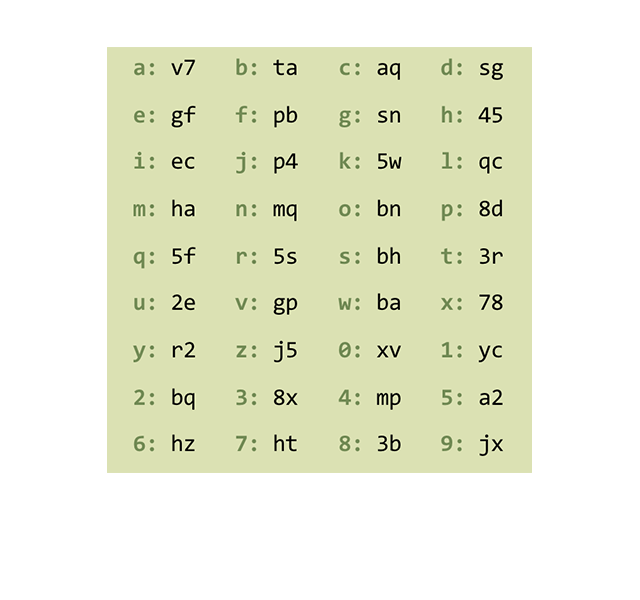 a: v7 b: ta c: aq d: sg
e: gf f: pb g: sn h: 45
i: ec j: p4 k: 5w l: qc
m: ha n: mq o: bn p: 8d
q: 5f r: 5s s: bh t: 3r
u: 2e v: gp w: ba x: 78
y: r2 z: j5 0: xv 1: yc
2: bq 3: 8x 4: mp 5: a2
6: hz 7: ht 8: 3b 9: jx